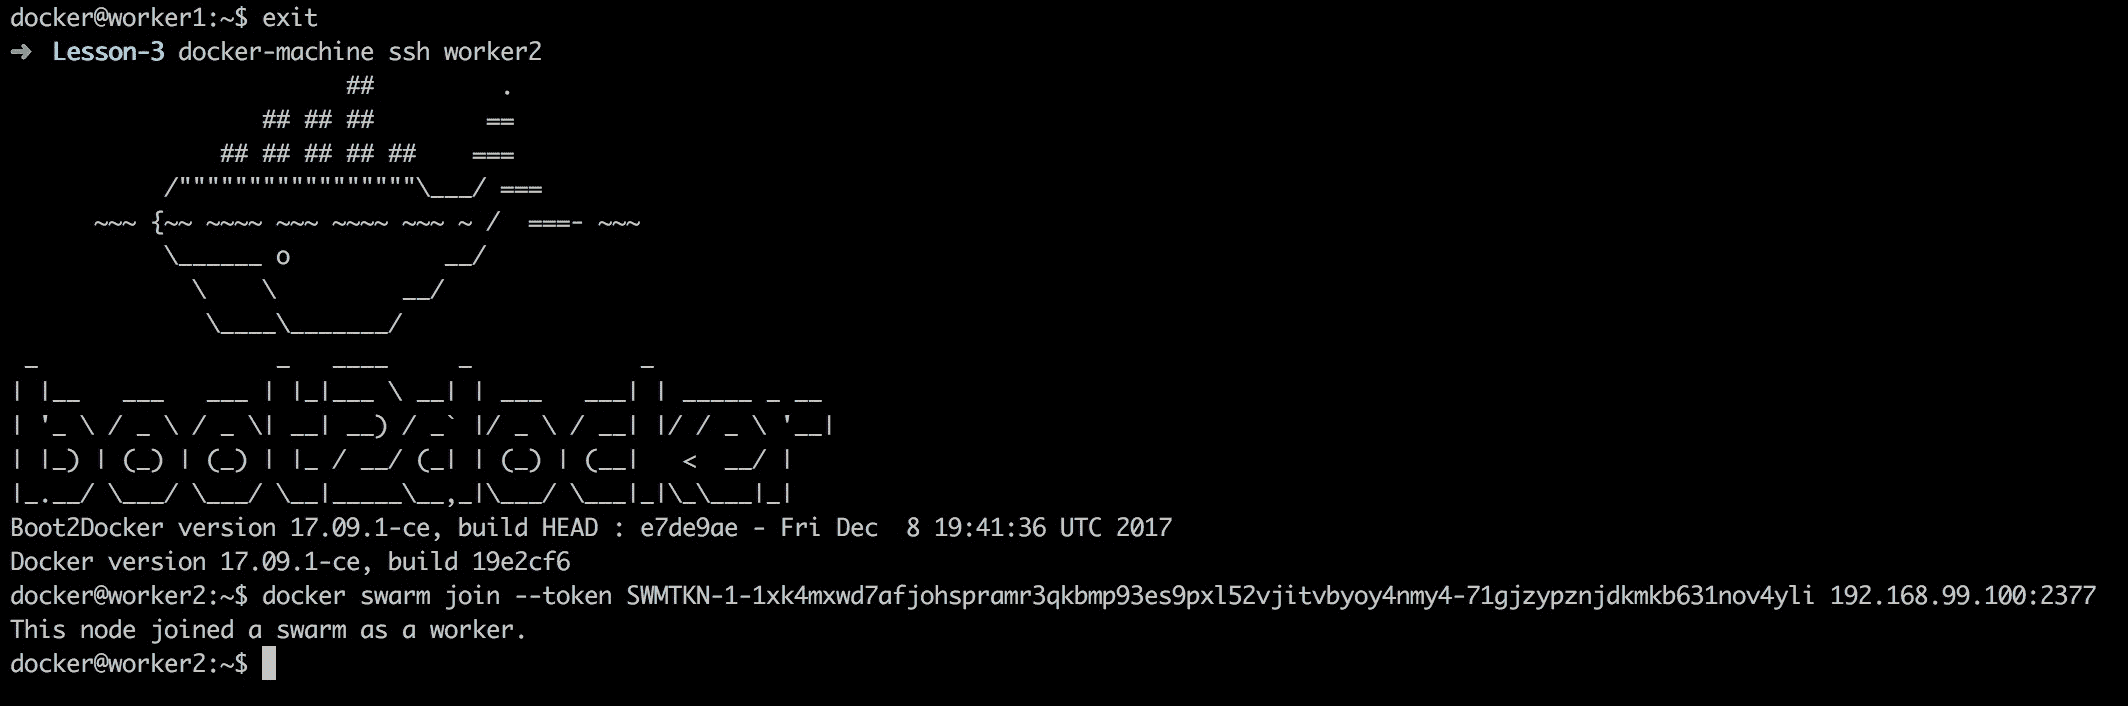 docker@worker1:~$ exit
➜  Lesson-3 docker-machine ssh worker2
                        ##         .
                  ## ## ##        ==
               ## ## ## ## ##    ===
           /"""""""""""""""""\___/ ===
      ~~~ {~~ ~~~~ ~~~ ~~~~ ~~~ ~ /  ===- ~~~
           \______ o           __/
             \    \         __/
              \____\_______/
 _                 _   ____     _            _
| |__   ___   ___ | |_|___ \ __| | ___   ___| | _____ _ __
| '_ \ / _ \ / _ \| __| __) / _` |/ _ \ / __| |/ / _ \ '__|
| |_) | (_) | (_) | |_ / __/ (_| | (_) | (__|   <  __/ |
|_.__/ \___/ \___/ \__|_____\__,_|\___/ \___|_|\_\___|_|
Boot2Docker version 17.09.1-ce, build HEAD : e7de9ae - Fri Dec  8 19:41:36 UTC 2017
Docker version 17.09.1-ce, build 19e2cf6
docker@worker2:~$ docker swarm join --token SWMTKN-1-1xk4mxwd7afjohspramr3qkbmp93es9pxl52vjitvbyoy4nmy4-71gjzypznjdkmkb631nov4yli 192.168.99.100:2377
This node joined a swarm as a worker.
docker@worker2:~$